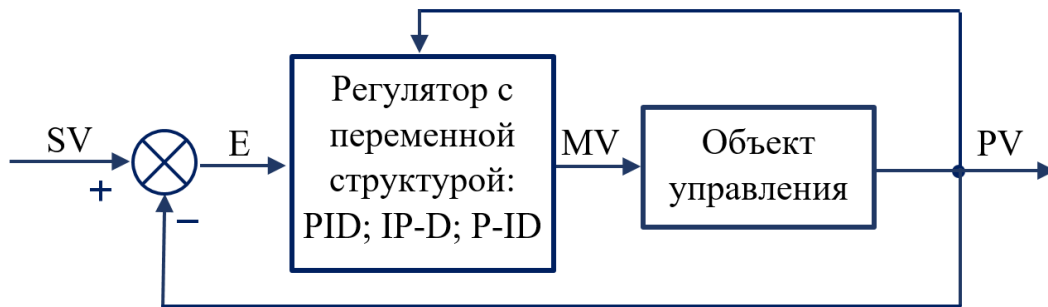 SV
+
−
E
Регулятор с
переменной
структурой:
PID; IP-D; P-ID
MV
Объект
управления
PV